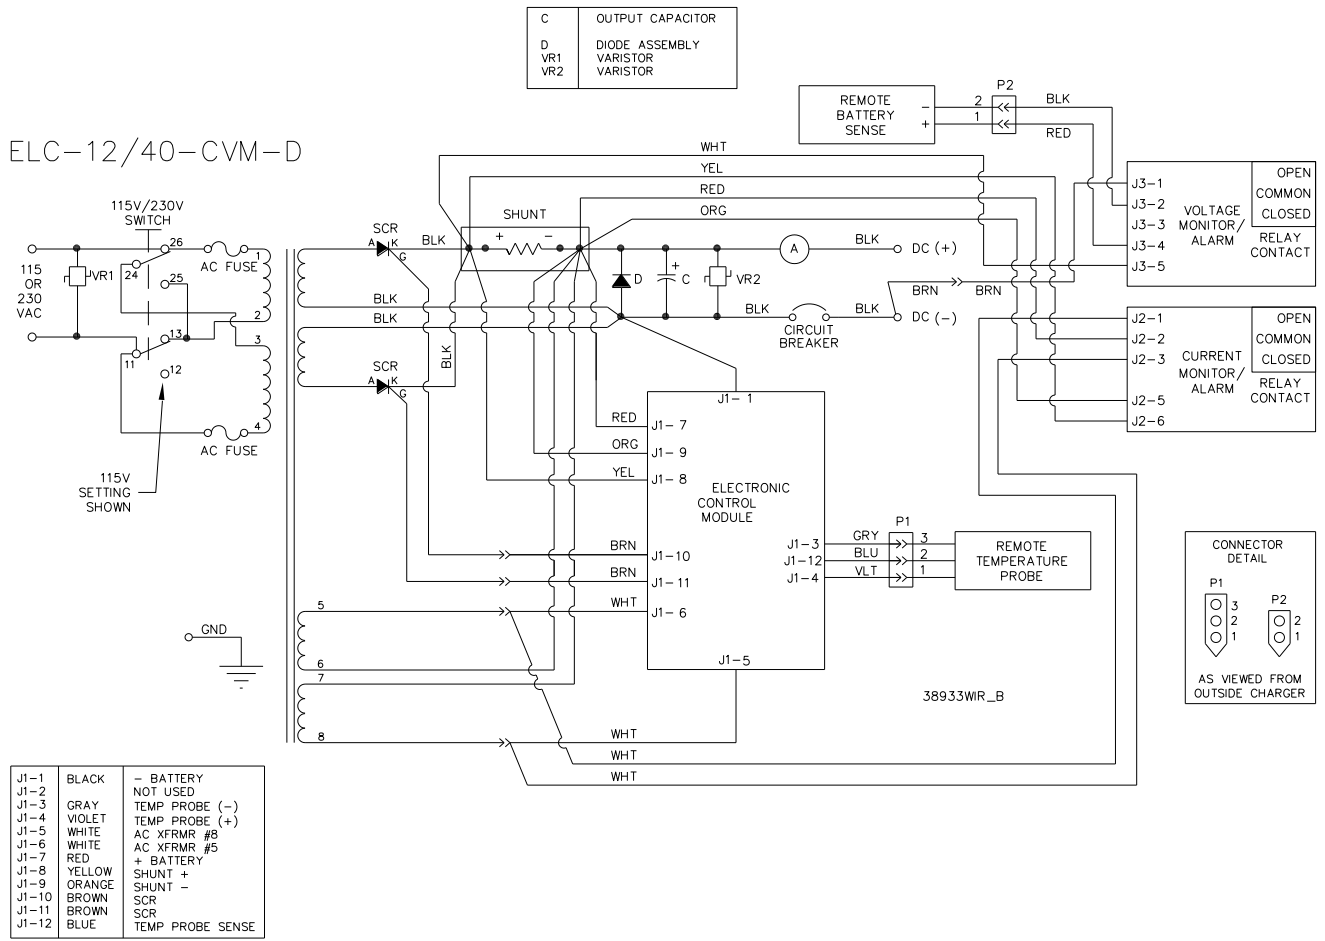 C OUTPUT CAPACITOR
D DIODE ASSEMBLY
VR1 VARISTOR
VR2 VARISTOR
ELC-12/40-CVM-D
REMOTE
BATTERY
SENSE
-
+
2
1
P2
BLK
RED
WHT
YEL
RED
ORG
115V/230V
SWITCH
26
24
25
13
11
12
AC FUSE
1
2
3
4
AC FUSE
115
OR
230
VAC
VR1
115V
SETTING
SHOWN
SCR
A K
G
BLK
SHUNT
+ -
BLK
BLK
BLK
SCR
A K
G
D
+
C
VR2
A
BLK
DC (+)
BLK
CIRCUIT
BREAKER
BLK
DC (-)
BRN
BRN
J3-1
J3-2
J3-3
J3-4
J3-5
VOLTAGE
MONITOR/
ALARM
OPEN
COMMON
CLOSED
RELAY
CONTACT
J2-1
J2-2
J2-3
J2-5
J2-6
CURRENT
MONITOR/
ALARM
OPEN
COMMON
CLOSED
RELAY
CONTACT
J1- 1
RED J1- 7
ORG J1- 9
YEL J1- 8
ELECTRONIC
CONTROL
MODULE
BRN J1-10
BRN J1- 11
WHT J1- 6
J1-5
J1-3 GRY
J1-12 BLU
J1-4 VLT
P1
3
2
1
REMOTE
TEMPERATURE
PROBE
5
6
7
8
GND
WHT
WHT
WHT
38933WIR_B
CONNECTOR
DETAIL
P1
3
2
1
P2
2
1
AS VIEWED FROM
OUTSIDE CHARGER
J1-1 BLACK - BATTERY
J1-2 NOT USED
J1-3 GRAY TEMP PROBE (-)
J1-4 VIOLET TEMP PROBE (+)
J1-5 WHITE AC XFRMR #8
J1-6 WHITE AC XFRMR #5
J1-7 RED + BATTERY
J1-8 YELLOW SHUNT +
J1-9 ORANGE SHUNT -
J1-10 BROWN SCR
J1-11 BROWN SCR
J1-12 BLUE TEMP PROBE SENSE